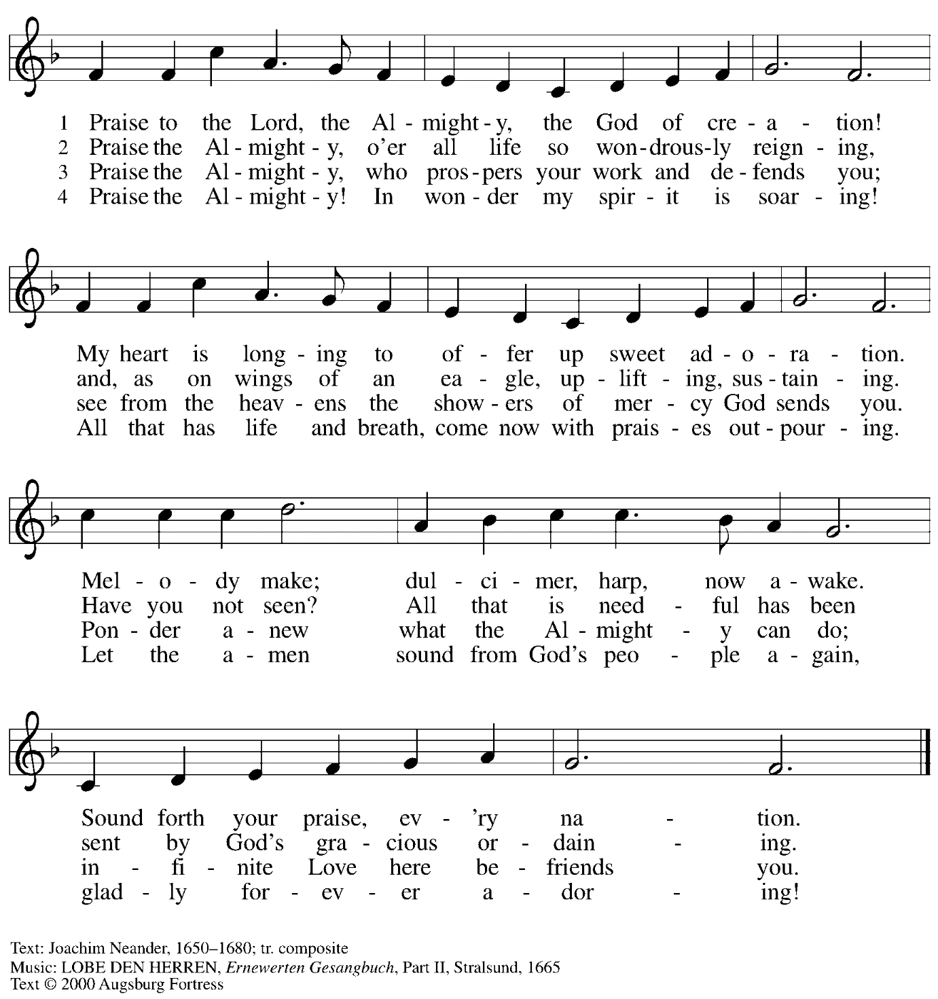 1 Praise to the Lord, the Al - might - y, the God of cre - a - tion!
2 Praise the Al - might - y, o'er all life so won - drous - ly reign - ing,
3 Praise the Al - might - y, who pros - pers your work and de - fends you;
4 Praise the Al - might - y! In won - der my spir - it is soar - ing!
My heart is long - ing to of - fer up sweet ad - o - ra - tion.
and, as on wings of an ea - gle, up - lift - ing, sus - tain - ing.
see from the heav - ens the show - ers of mer - cy God sends you.
All that has life and breath, come now with prais - es out - pour - ing.
Mel - o - dy make; dul - ci - mer, harp, now a - wake.
Have you not seen? All that is need - ful has been
Pon - der a - new what the Al - might - y can do;
Let the a - men sound from God's peo - ple a - gain,
Sound forth your praise, ev - 'ry na - tion.
sent by God's gra - cious or - dain - ing.
in - fi - nite Love here be - friends you.
glad - ly for - ev - er a - dor - ing!
Text: Joachim Neander, 1650–1680; tr. composite
Music: LOBE DEN HERREN, Ernewerten Gesangbuch, Part II, Stralsund, 1665
Text © 2000 Augsburg Fortress